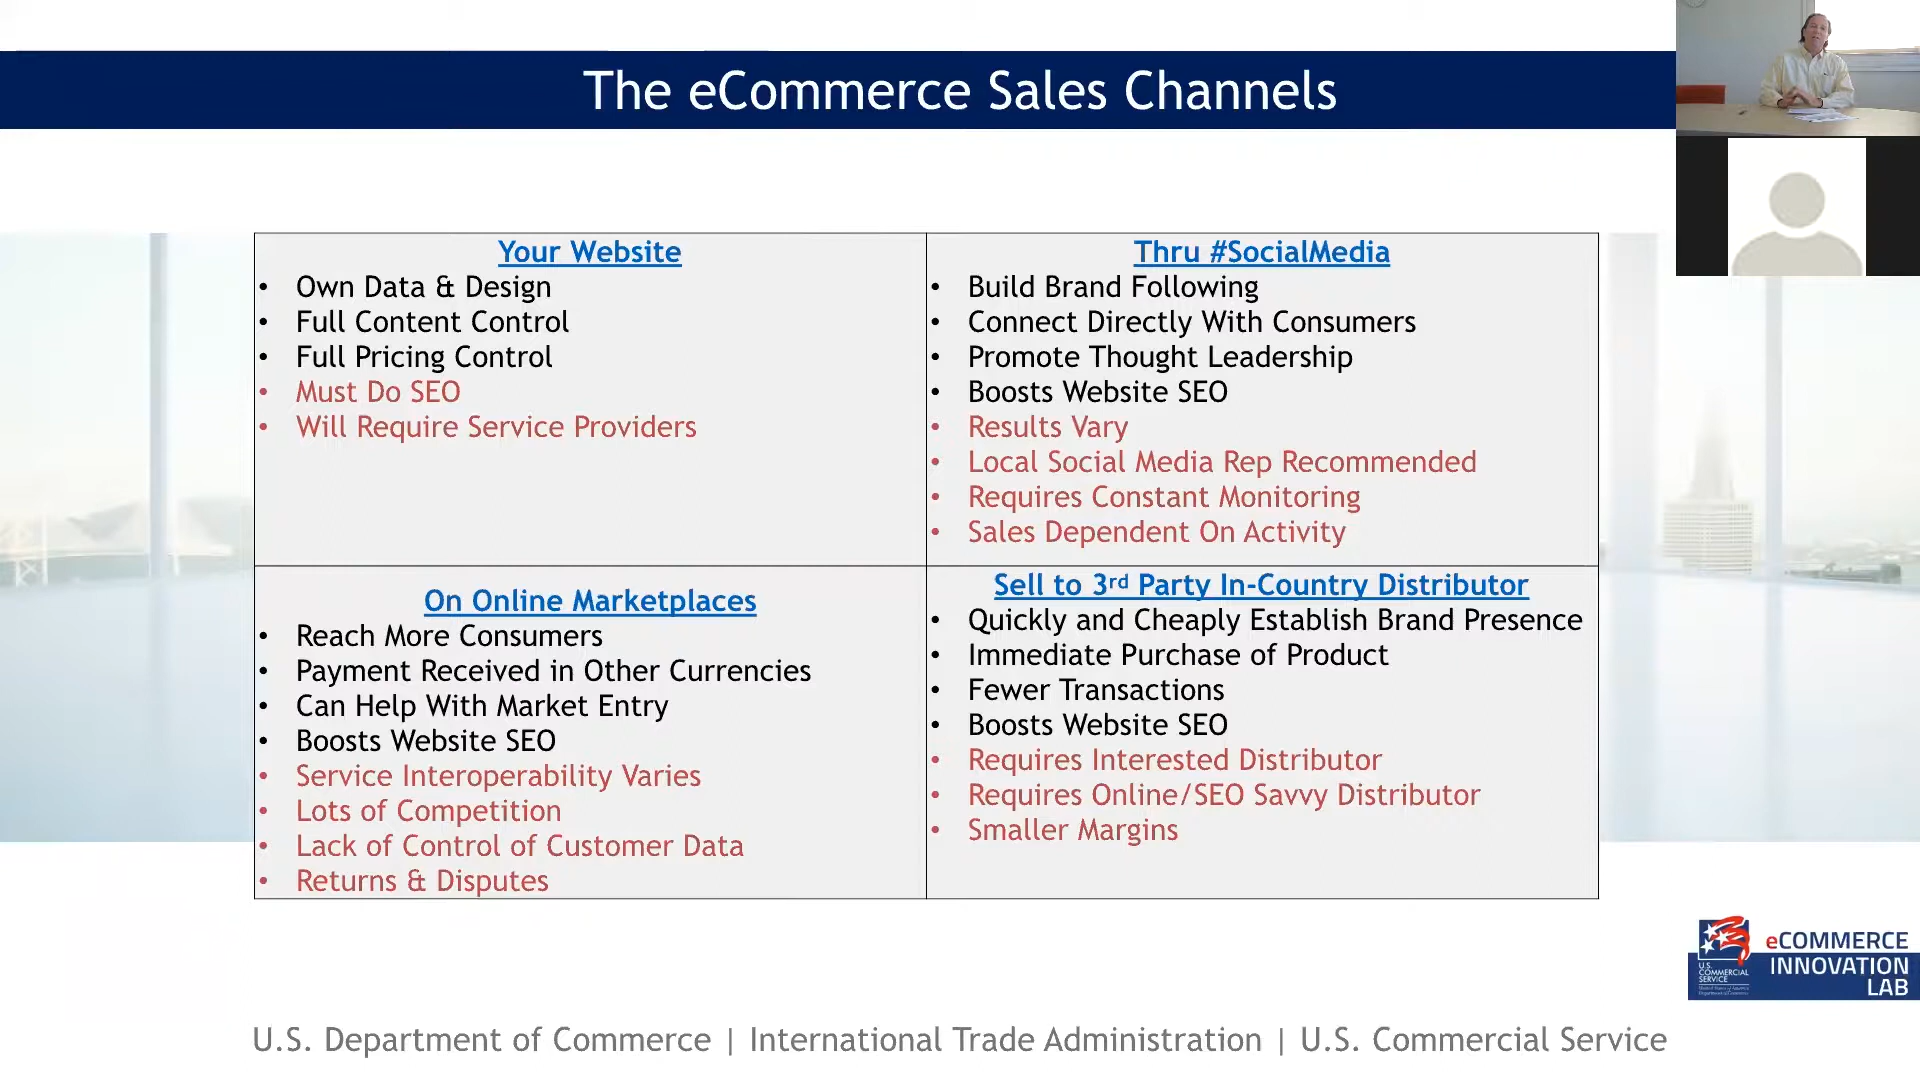 The eCommerce Sales Channels
Your Website
• Own Data & Design
• Full Content Control
• Full Pricing Control
• Must Do SEO
• Will Require Service Providers
Thru #SocialMedia
• Build Brand Following
• Connect Directly With Consumers
• Promote Thought Leadership
• Boosts Website SEO
• Results Vary
• Local Social Media Rep Recommended
• Requires Constant Monitoring
• Sales Dependent On Activity
On Online Marketplaces
• Reach More Consumers
• Payment Received in Other Currencies
• Can Help With Market Entry
• Boosts Website SEO
• Service Interoperability Varies
• Lots of Competition
• Lack of Control of Customer Data
• Returns & Disputes
Sell to 3rd Party In-Country Distributor
• Quickly and Cheaply Establish Brand Presence
• Immediate Purchase of Product
• Fewer Transactions
• Boosts Website SEO
• Requires Interested Distributor
• Requires Online/SEO Savvy Distributor
• Smaller Margins
U.S.
COMMERCIAL
SERVICE
eCOMMERCE
INNOVATION
LAB
U.S. Department of Commerce | International Trade Administration | U.S. Commercial Service